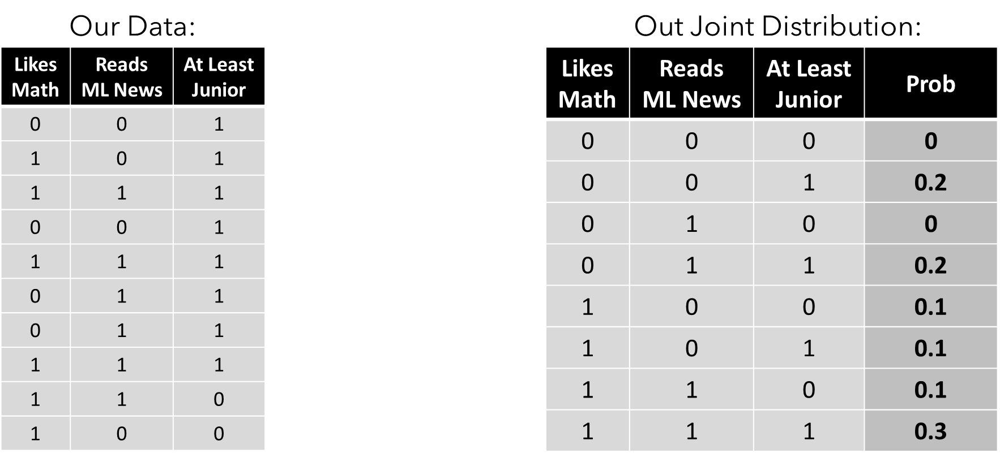 Our Data:
Likes Math Reads ML News At Least Junior
0 0 1
1 0 1
1 1 1
0 0 1
1 1 1
0 1 1
0 1 1
1 1 1
1 1 0
1 0 0
Out Joint Distribution:
Likes Math Reads ML News At Least Junior Prob
0 0 0 0
0 0 1 0.2
0 1 0 0
0 1 1 0.2
1 0 0 0.1
1 0 1 0.1
1 1 0 0.1
1 1 1 0.3